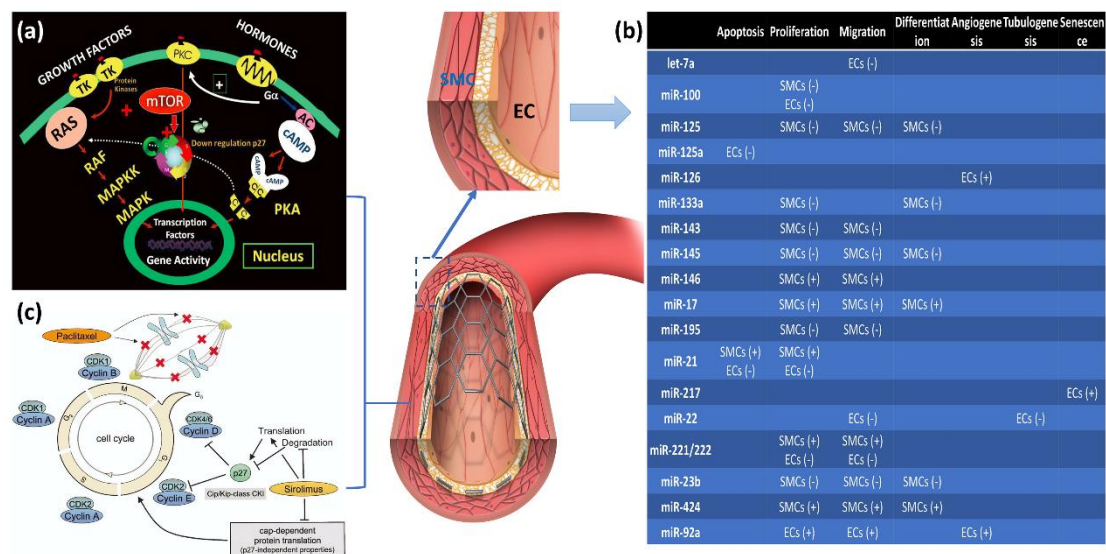 (a)
GROWTH FACTORS
HORMONES
TK
TK
Protein
Kinases
PKC
+
Gα
AC
cAMP
RAS
+
mTOR
+
Down regulation p27
RAF
MAPKK
MAPK
cAMP
cAMP
CC
C
C
PKA
Transcription
Factors
Gene Activity
Nucleus
SMC
EC
(b)
Apoptosis Proliferation Migration Differentiat ion Angiogene sis Tubulogene sis Senescen ce
let-7a ECs (-)
miR-100 SMCs (-)
ECs (-)
miR-125 SMCs (-) SMCs (-) SMCs (-)
miR-125a ECs (-)
miR-126 ECs (+)
miR-133a SMCs (-) SMCs (-)
miR-143 SMCs (-) SMCs (-)
miR-145 SMCs (-) SMCs (-) SMCs (-)
miR-146 SMCs (+) SMCs (+)
miR-17 SMCs (+) SMCs (+) SMCs (+)
miR-195 SMCs (-) SMCs (-)
miR-21 SMCs (+) SMCs (+)
ECs (-) ECs (-)
miR-217 ECs (+)
miR-22 ECs (-) ECs (-)
miR-221/222 SMCs (+) SMCs (+)
ECs (-) ECs (-)
miR-23b SMCs (-) SMCs (-) SMCs (-)
miR-424 SMCs (+) SMCs (+) SMCs (+)
miR-92a ECs (+) ECs (+) ECs (+)
(c)
Paclitaxel
CDK1
Cyclin B
M
G₀
CDK1
Cyclin A
G₂
cell cycle
G₁
S
CDK4/6
Cyclin D
Translation
Degradation
p27
Cip/Kip-class CKI
CDK2
Cyclin E
Sirolimus
CDK2
Cyclin A
cap-dependent
protein translation
(p27-independent properties)